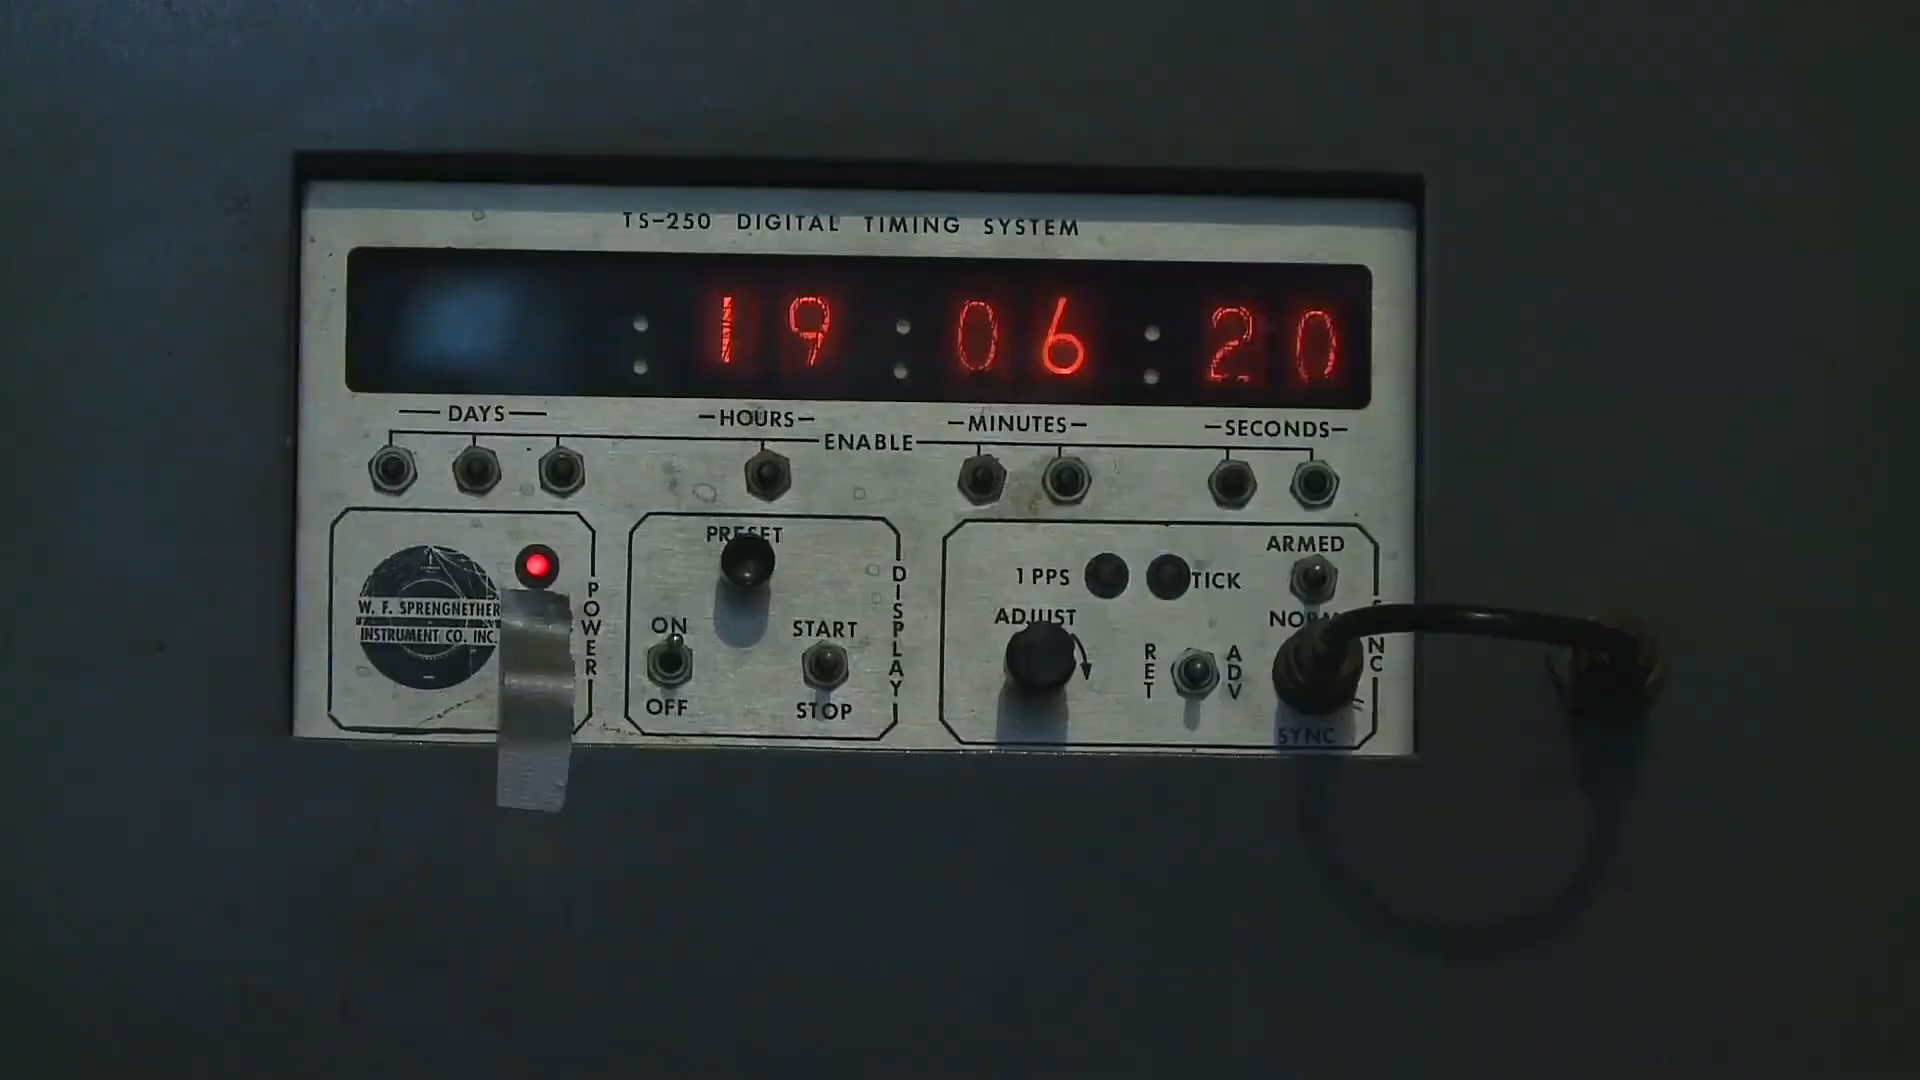 TS-250 DIGITAL TIMING SYSTEM
19 : 06 : 20
DAYS HOURS MINUTES SECONDS
ENABLE
W. F. SPRENGNETHER
INSTRUMENT CO. INC.
POWER
PRESET
ON
OFF
START
STOP
DISPLAY
1 PPS
TICK
ADJUST
RET
ADV
ARMED
SYNC